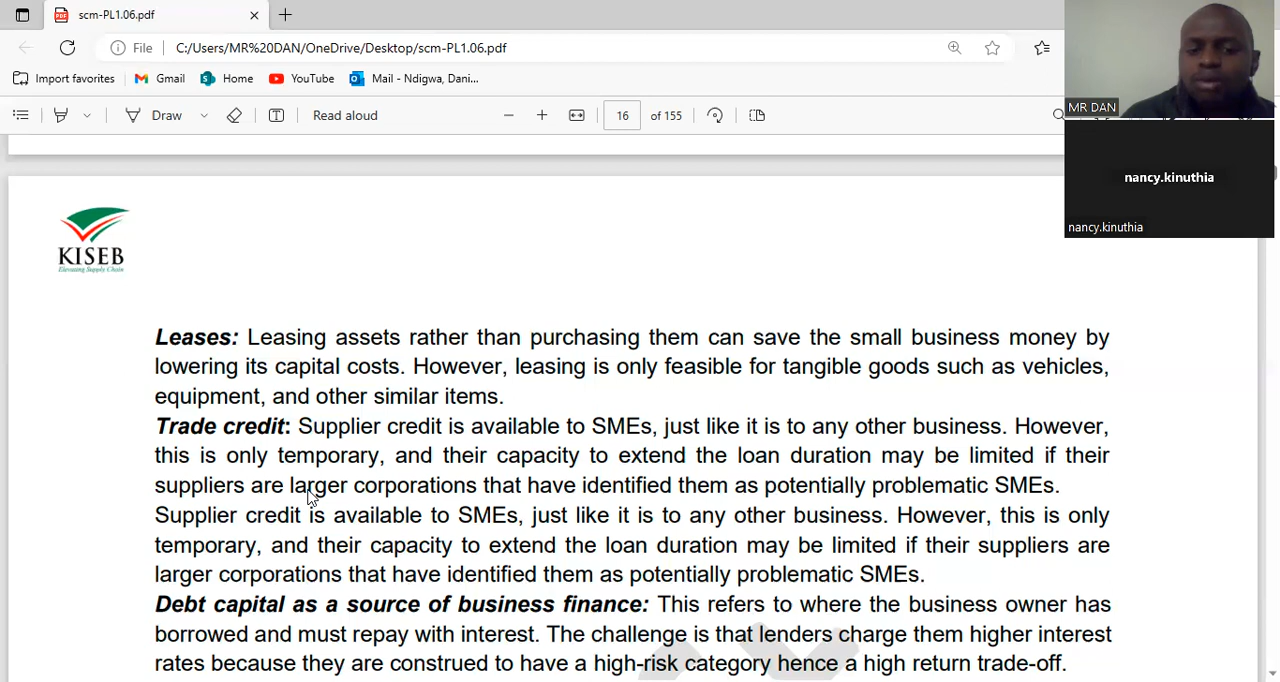 scm-PL1.06.pdf
File C:/Users/MR%20DAN/OneDrive/Desktop/scm-PL1.06.pdf
Import favorites Gmail Home YouTube Mail - Ndigwa, Dani...
Draw Read aloud 16 of 155
MR DAN
nancy.kinuthia
nancy.kinuthia
KISEB
Elevating Supply Chain
Leases: Leasing assets rather than purchasing them can save the small business money by
lowering its capital costs. However, leasing is only feasible for tangible goods such as vehicles,
equipment, and other similar items.
Trade credit: Supplier credit is available to SMEs, just like it is to any other business. However,
this is only temporary, and their capacity to extend the loan duration may be limited if their
suppliers are larger corporations that have identified them as potentially problematic SMEs.
Supplier credit is available to SMEs, just like it is to any other business. However, this is only
temporary, and their capacity to extend the loan duration may be limited if their suppliers are
larger corporations that have identified them as potentially problematic SMEs.
Debt capital as a source of business finance: This refers to where the business owner has
borrowed and must repay with interest. The challenge is that lenders charge them higher interest
rates because they are construed to have a high-risk category hence a high return trade-off.